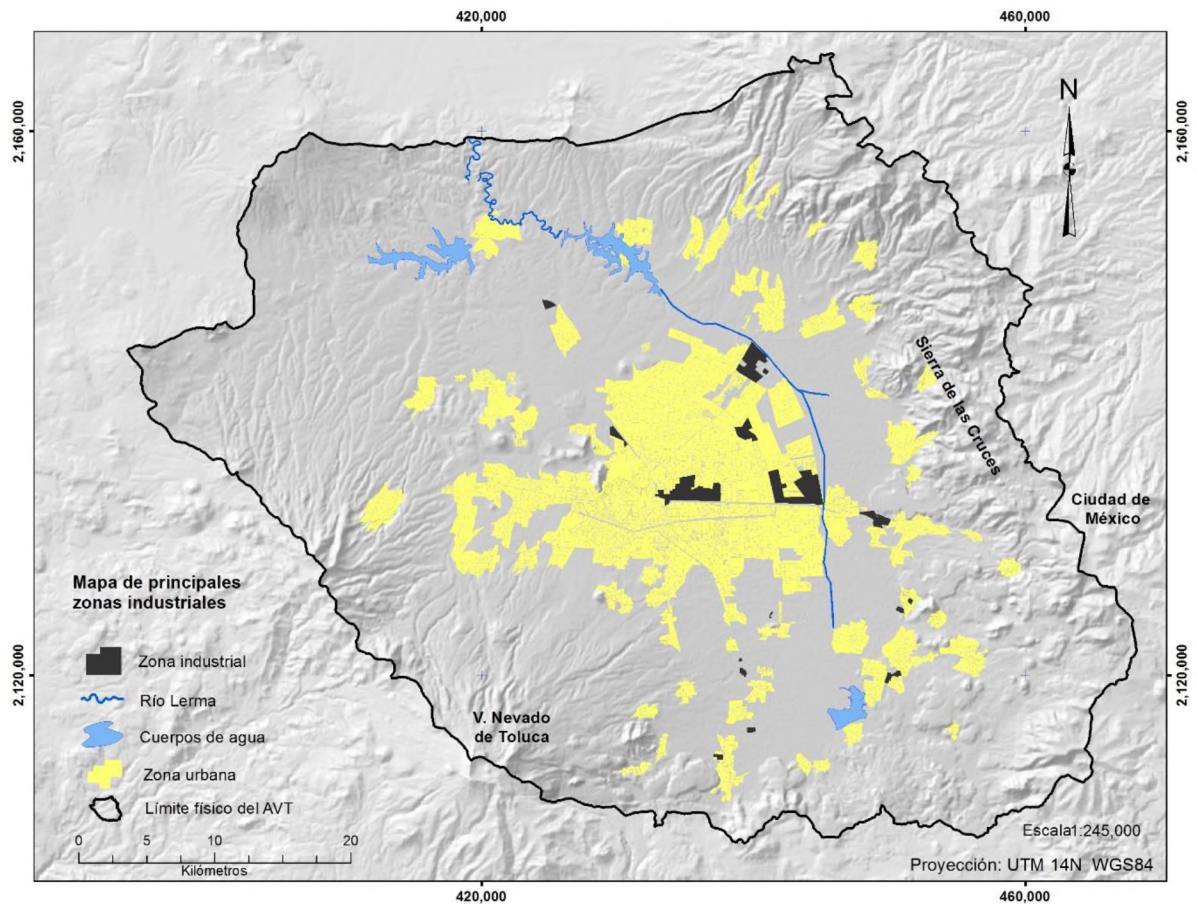 420,000
460,000
2,160,000
2,160,000
N
Sierra de las Cruces
Ciudad de
México
Mapa de principales
zonas industriales
Zona industrial
Río Lerma
Cuerpos de agua
Zona urbana
Límite físico del AVT
2,120,000
2,120,000
V. Nevado
de Toluca
0 5 10 20
Kilómetros
Escala1:245,000
Proyección: UTM 14N WGS84
420,000
460,000